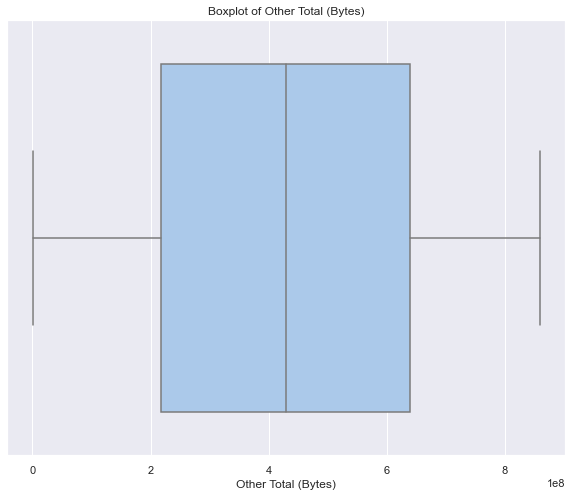 Boxplot of Other Total (Bytes)
0 2 4 6 8
1e8
Other Total (Bytes)